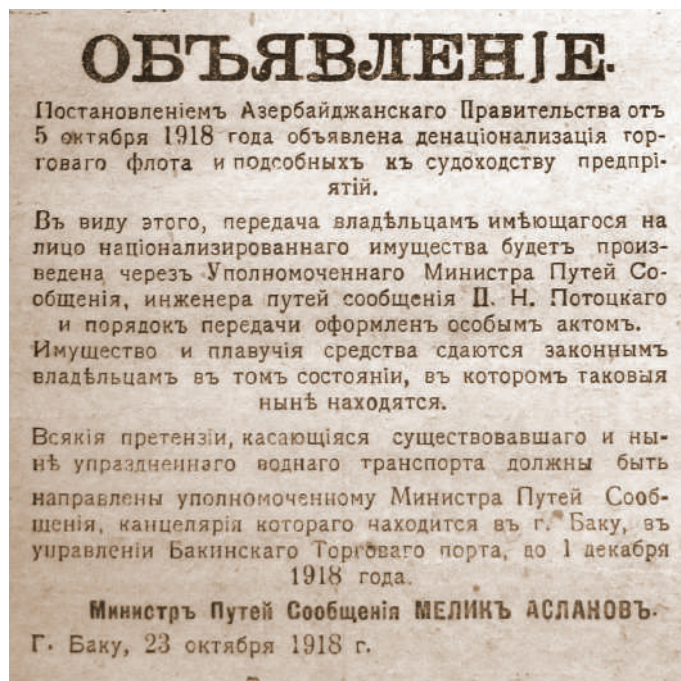 ОБЪЯВЛЕНІЕ.
Постановленіемъ Азербайджанскаго Правительства отъ
5 октября 1918 года объявлена денаціонализація тор-
говаго флота и подсобныхъ къ судоходству предпрі-
ятій.
Въ виду этого, передача владѣльцамъ имѣющагося на
лицо націонализированнаго имущества будетъ произ-
ведена черезъ Уполномоченнаго Министра Путей Со-
общенія, инженера путей сообщенія П. Н. Потоцкаго
и порядокъ передачи оформленъ особымъ актомъ.
Имущество и плавучія средства сдаются законнымъ
владѣльцамъ въ томъ состояніи, въ которомъ таковыя
нынѣ находятся.
Всякія претензіи, касающіяся существовавшаго и ны-
нѣ упраздненнаго воднаго транспорта должны быть
направлены уполномоченному Министра Путей Сооб-
щенія, канцелярія котораго находится въ г. Баку, въ
управленіи Бакинскаго Торговаго порта, до 1 декабря
1918 года.
Министръ Путей Сообщенія МЕЛИКЪ АСЛАНОВЪ.
Г. Баку, 23 октября 1918 г.